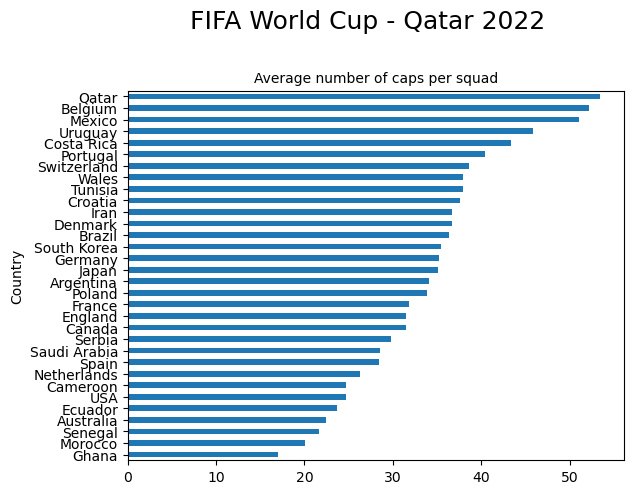 FIFA World Cup - Qatar 2022
Average number of caps per squad
Country
Qatar
Belgium
Mexico
Uruguay
Costa Rica
Portugal
Switzerland
Wales
Tunisia
Croatia
Iran
Denmark
Brazil
South Korea
Germany
Japan
Argentina
Poland
France
England
Canada
Serbia
Saudi Arabia
Spain
Netherlands
Cameroon
USA
Ecuador
Australia
Senegal
Morocco
Ghana
0 10 20 30 40 50